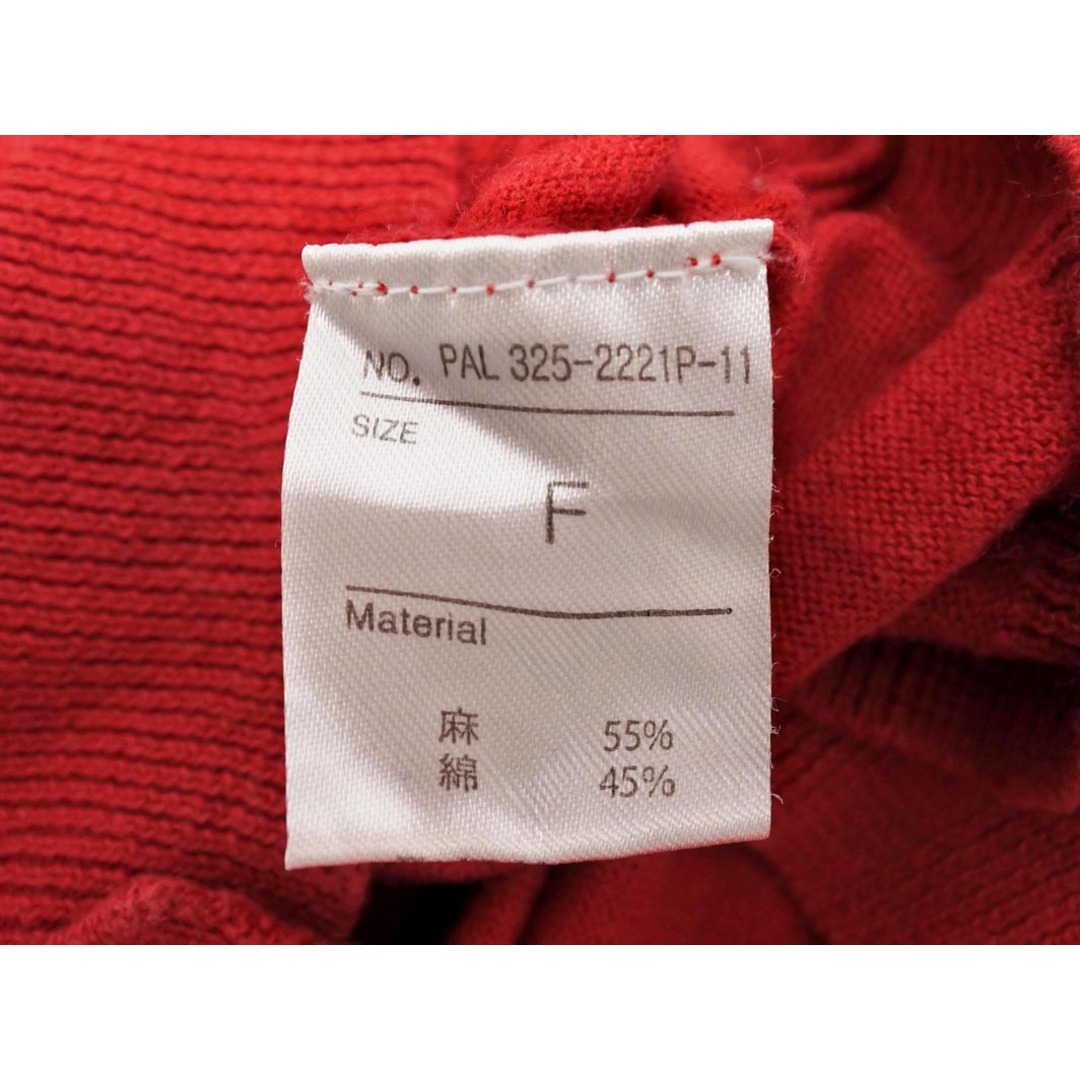 NO. PAL 325-2221P-11
SIZE
F
Material
麻 55%
綿 45%